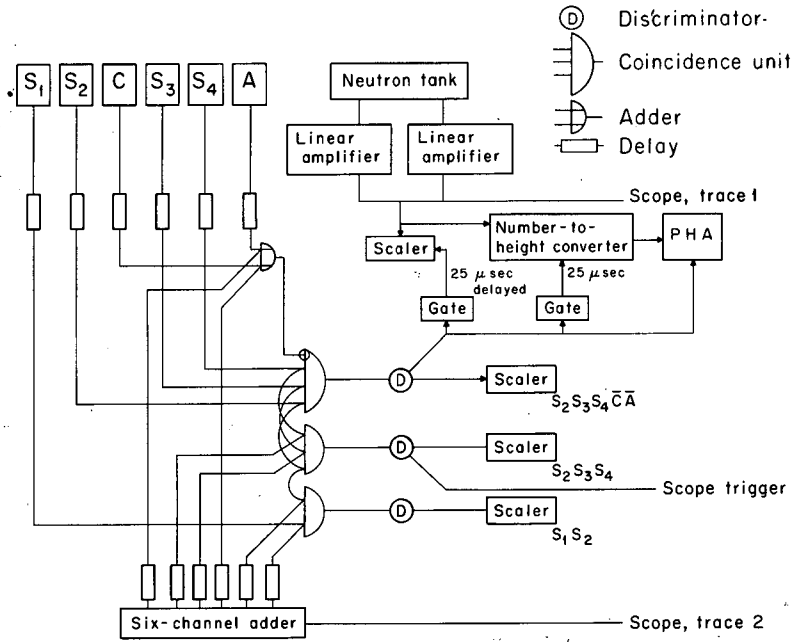 D Discriminator
Coincidence unit
Adder
Delay
S1 S2 C S3 S4 A
Neutron tank
Linear amplifier
Linear amplifier
Scope, trace 1
Scaler
Number-to-height converter
PHA
25 μsec delayed
25 μsec
Gate
Gate
D
Scaler
S2S3S4C̄Ā
D
Scaler
S2S3S4
Scope trigger
D
Scaler
S1S2
Six-channel adder
Scope, trace 2